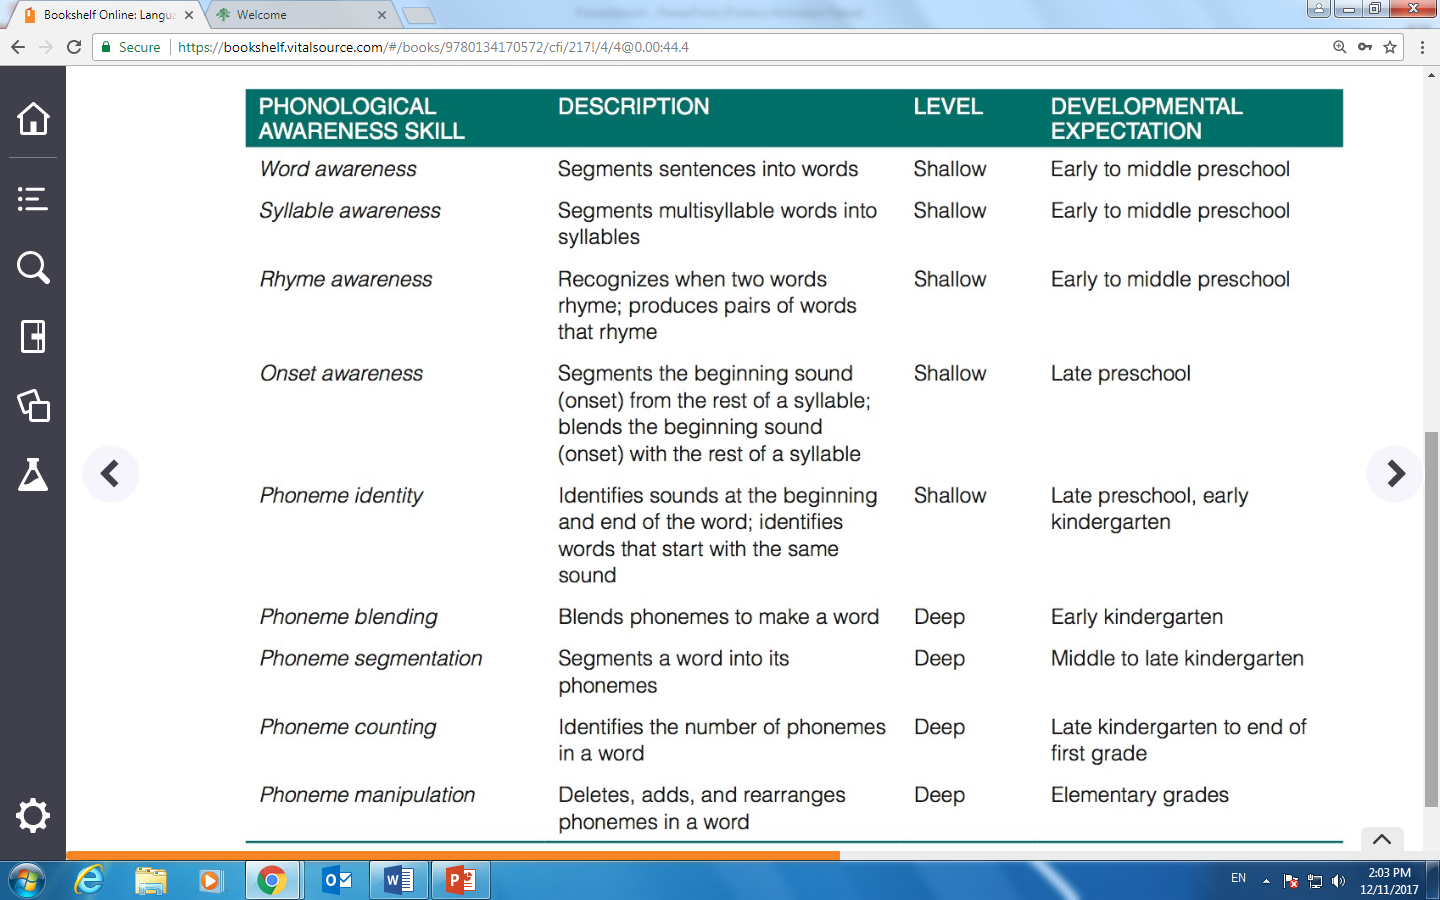 Bookshelf Online: Langua
Welcome
Secure
https://bookshelf.vitalsource.com/#/books/9780134170572/cfi/217!/4/4@0.00:44.4
PHONOLOGICAL AWARENESS SKILL DESCRIPTION LEVEL DEVELOPMENTAL EXPECTATION
Word awareness Segments sentences into words Shallow Early to middle preschool
Syllable awareness Segments multisyllable words into Shallow Early to middle preschool
syllables
Rhyme awareness Recognizes when two words Shallow Early to middle preschool
rhyme; produces pairs of words
that rhyme
Onset awareness Segments the beginning sound Shallow Late preschool
(onset) from the rest of a syllable;
blends the beginning sound
(onset) with the rest of a syllable
Phoneme identity Identifies sounds at the beginning Shallow Late preschool, early
and end of the word; identifies kindergarten
words that start with the same
sound
Phoneme blending Blends phonemes to make a word Deep Early kindergarten
Phoneme segmentation Segments a word into its Deep Middle to late kindergarten
phonemes
Phoneme counting Identifies the number of phonemes Deep Late kindergarten to end of
in a word first grade
Phoneme manipulation Deletes, adds, and rearranges Deep Elementary grades
phonemes in a word
EN
2:03 PM
12/11/2017